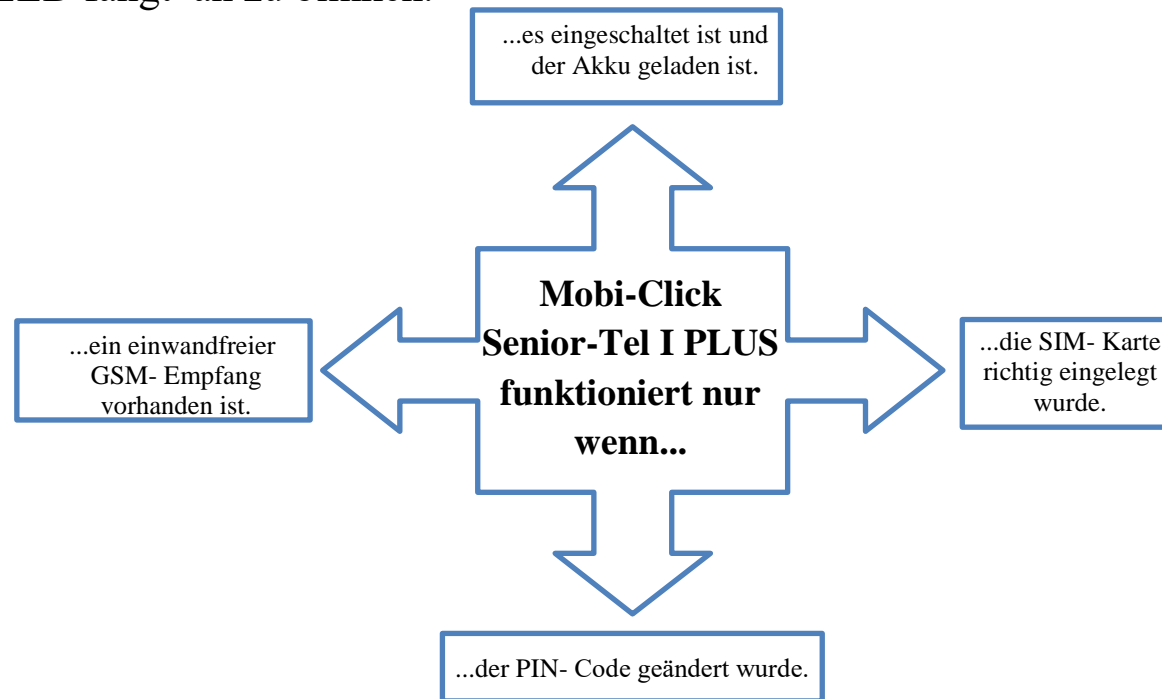 ...es eingeschaltet ist und
der Akku geladen ist.
Mobi-Click
Senior-Tel I PLUS
funktioniert nur
wenn...
...ein einwandfreier
GSM- Empfang
vorhanden ist.
...die SIM- Karte
richtig eingelegt
wurde.
...der PIN- Code geändert wurde.